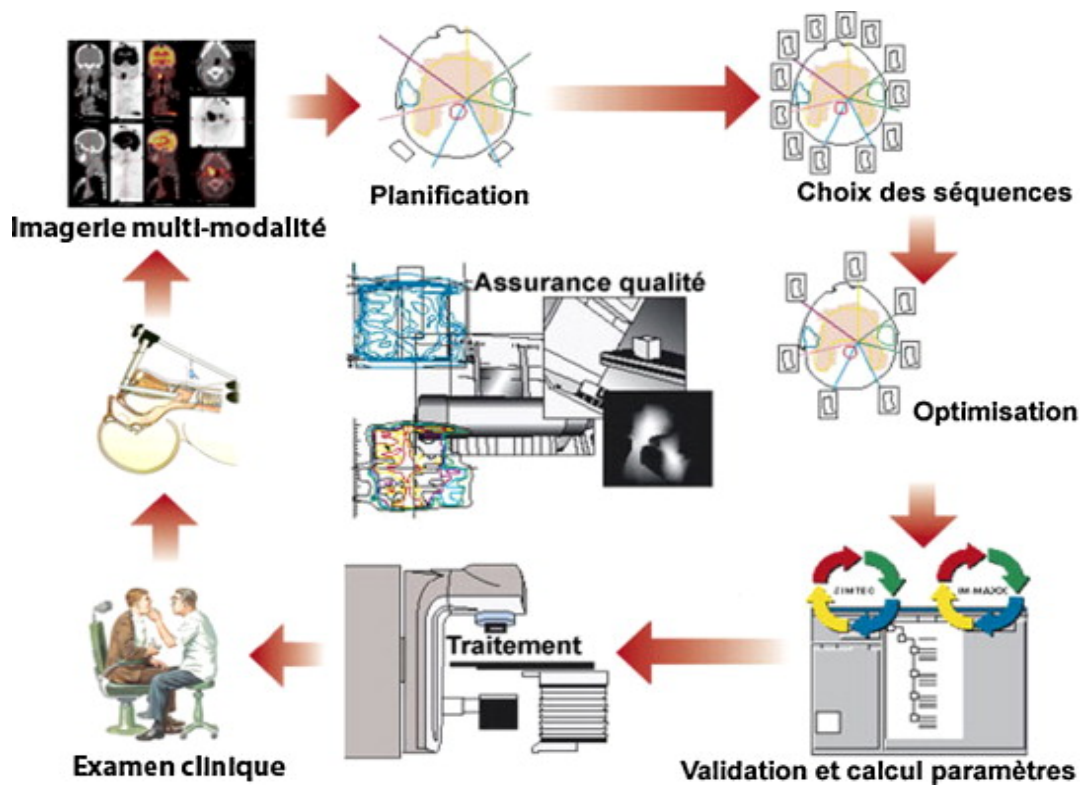 Imagerie multi-modalité
Planification
Choix des séquences
Assurance qualité
Optimisation
Traitement
IM MAXX
Examen clinique
Validation et calcul paramètres